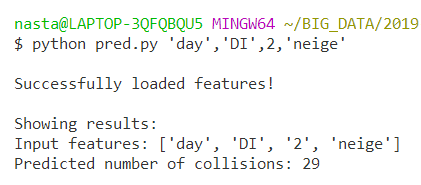 nasta@LAPTOP-3QFQBQU5 MINGW64 ~/BIG_DATA/2019
$ python pred.py 'day','DI',2,'neige'
Successfully loaded features!
Showing results:
Input features: ['day', 'DI', '2', 'neige']
Predicted number of collisions: 29